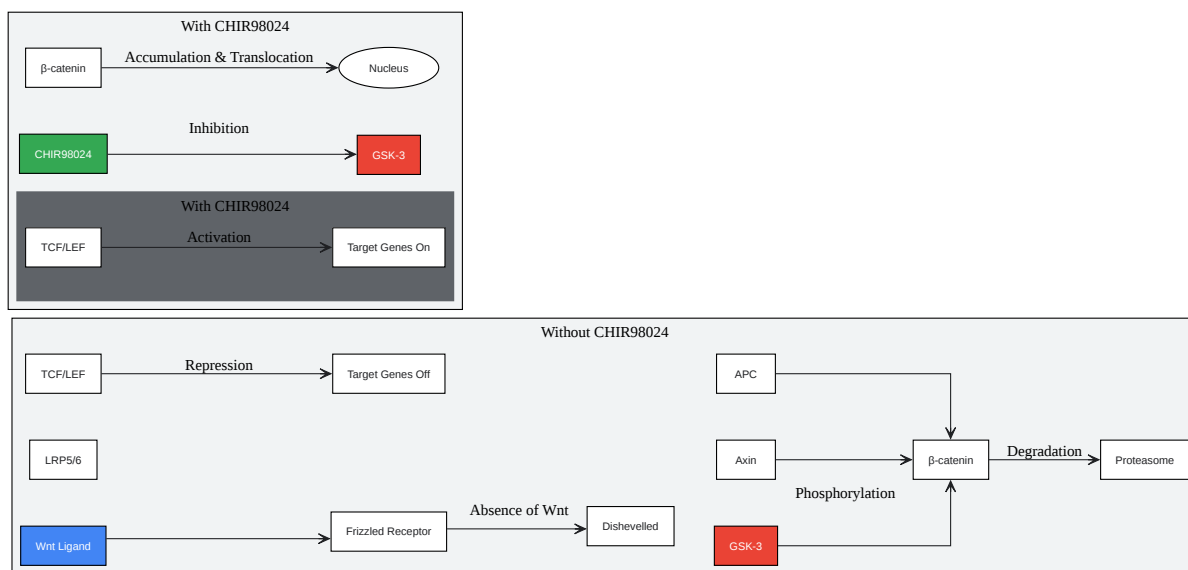 With CHIR98024
β-catenin
Accumulation & Translocation
Nucleus
CHIR98024
Inhibition
GSK-3
With CHIR98024
TCF/LEF
Activation
Target Genes On
Without CHIR98024
TCF/LEF
Repression
Target Genes Off
APC
LRP5/6
Axin
β-catenin
Degradation
Proteasome
Phosphorylation
Wnt Ligand
Frizzled Receptor
Absence of Wnt
Dishevelled
GSK-3